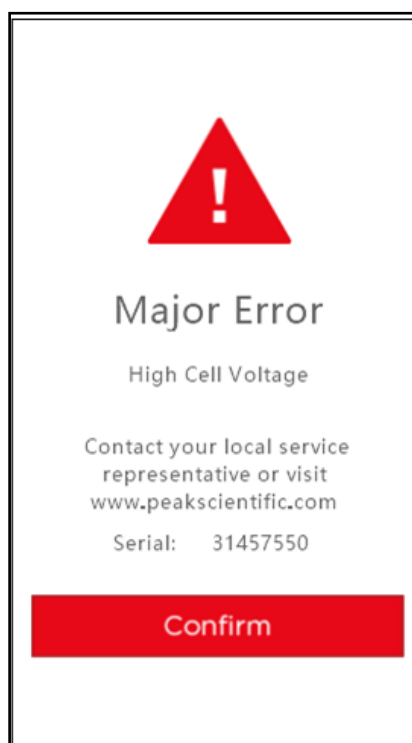 !
Major Error
High Cell Voltage
Contact your local service
representative or visit
www.peakscientific.com
Serial: 31457550
Confirm